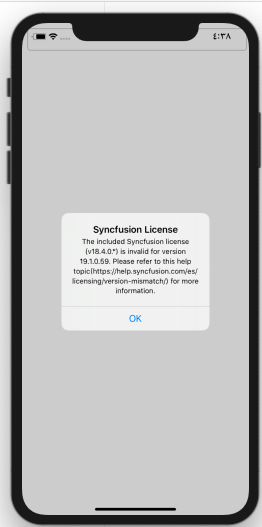 ٤:٣٨
Syncfusion License
The included Syncfusion license
(v18.4.0.*) is invalid for version
19.1.0.59. Please refer to this help
topic(https://help.syncfusion.com/es/
licensing/version-mismatch/) for more
information.
OK